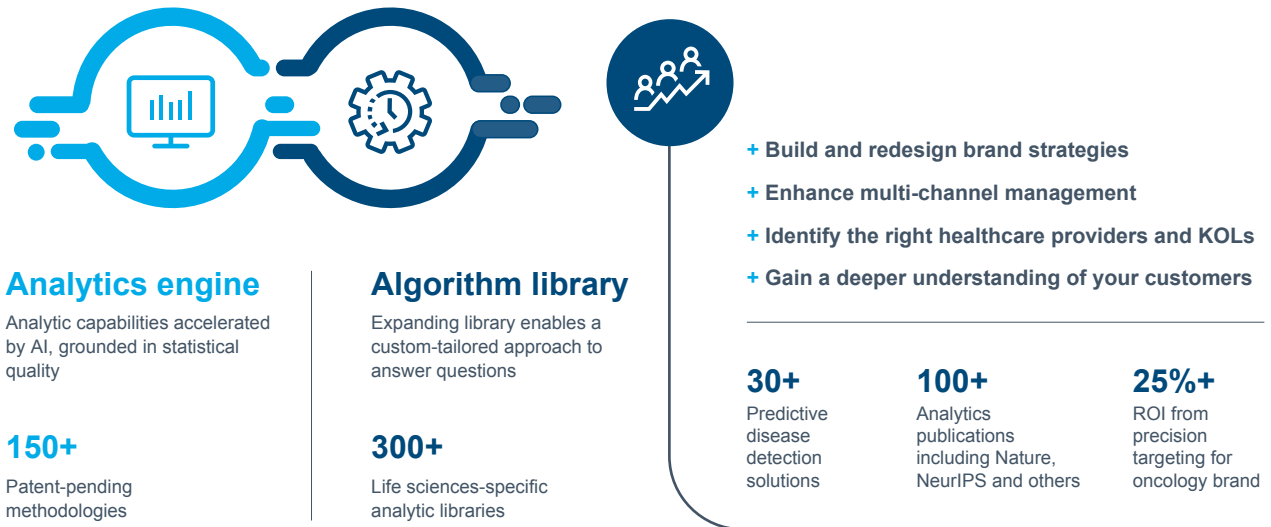 Analytics engine
Analytic capabilities accelerated
by AI, grounded in statistical
quality
150+
Patent-pending
methodologies
Algorithm library
Expanding library enables a
custom-tailored approach to
answer questions
300+
Life sciences-specific
analytic libraries
+ Build and redesign brand strategies
+ Enhance multi-channel management
+ Identify the right healthcare providers and KOLs
+ Gain a deeper understanding of your customers
30+
Predictive
disease
detection
solutions
100+
Analytics
publications
including Nature,
NeurIPS and others
25%+
ROI from
precision
targeting for
oncology brand